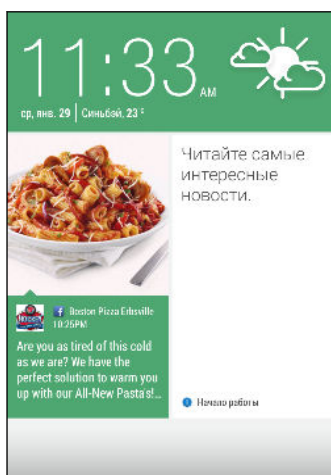 11:33 AM
ср, янв. 29 | Синьбэй, 23°C
Читайте самые
интересные
новости.
Boston Pizza Erbsville
10:25PM
Are you as tired of this cold
as we are? We have the
perfect solution to warm you
up with our All-New Pasta's!...
Начало работы